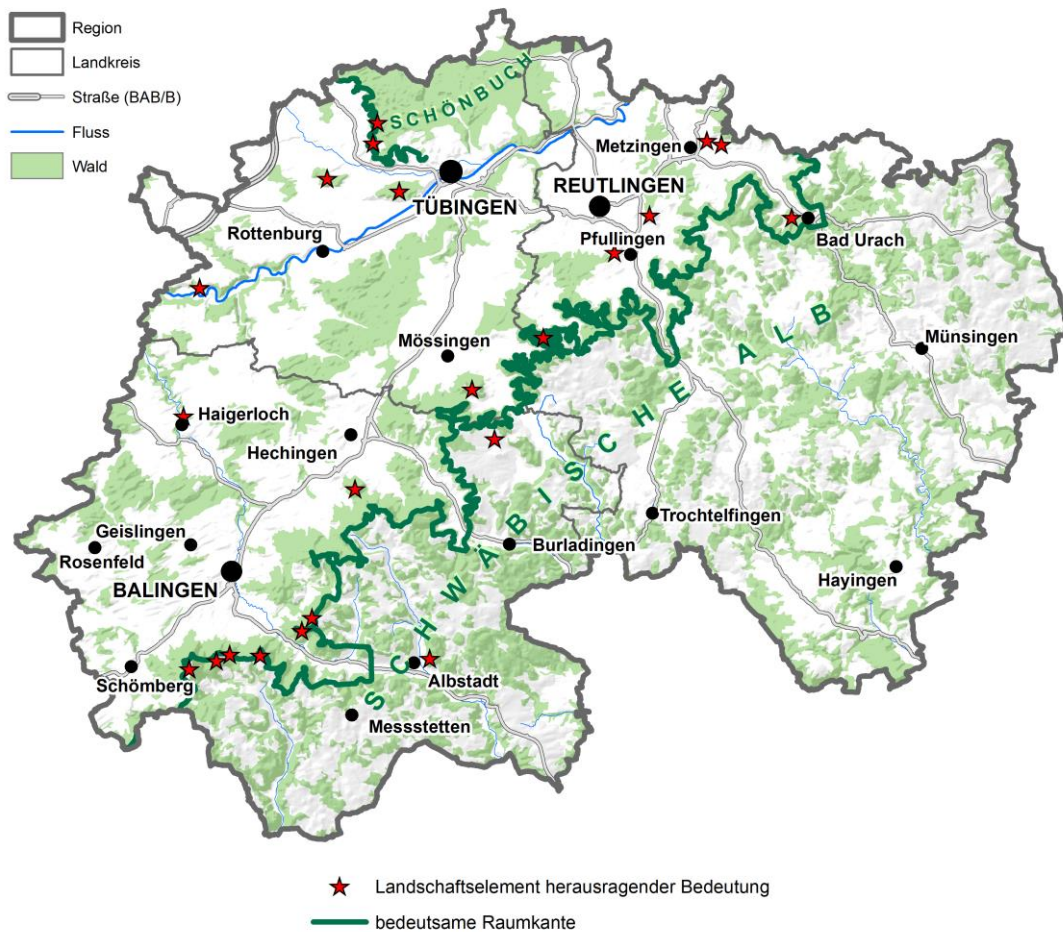 Region
Landkreis
Straße (BAB/B)
Fluss
Wald
SCHÖNBUCH
Metzingen
TÜBINGEN
REUTLINGEN
Rottenburg
Pfullingen
Bad Urach
Mössingen
Münsingen
Haigerloch
Hechingen
SCHWÄBISCHE ALB
Trochtelfingen
Geislingen
Rosenfeld
Burladingen
BALINGEN
Hayingen
Schömberg
Albstadt
Messstetten
Landschaftselement herausragender Bedeutung
bedeutsame Raumkante